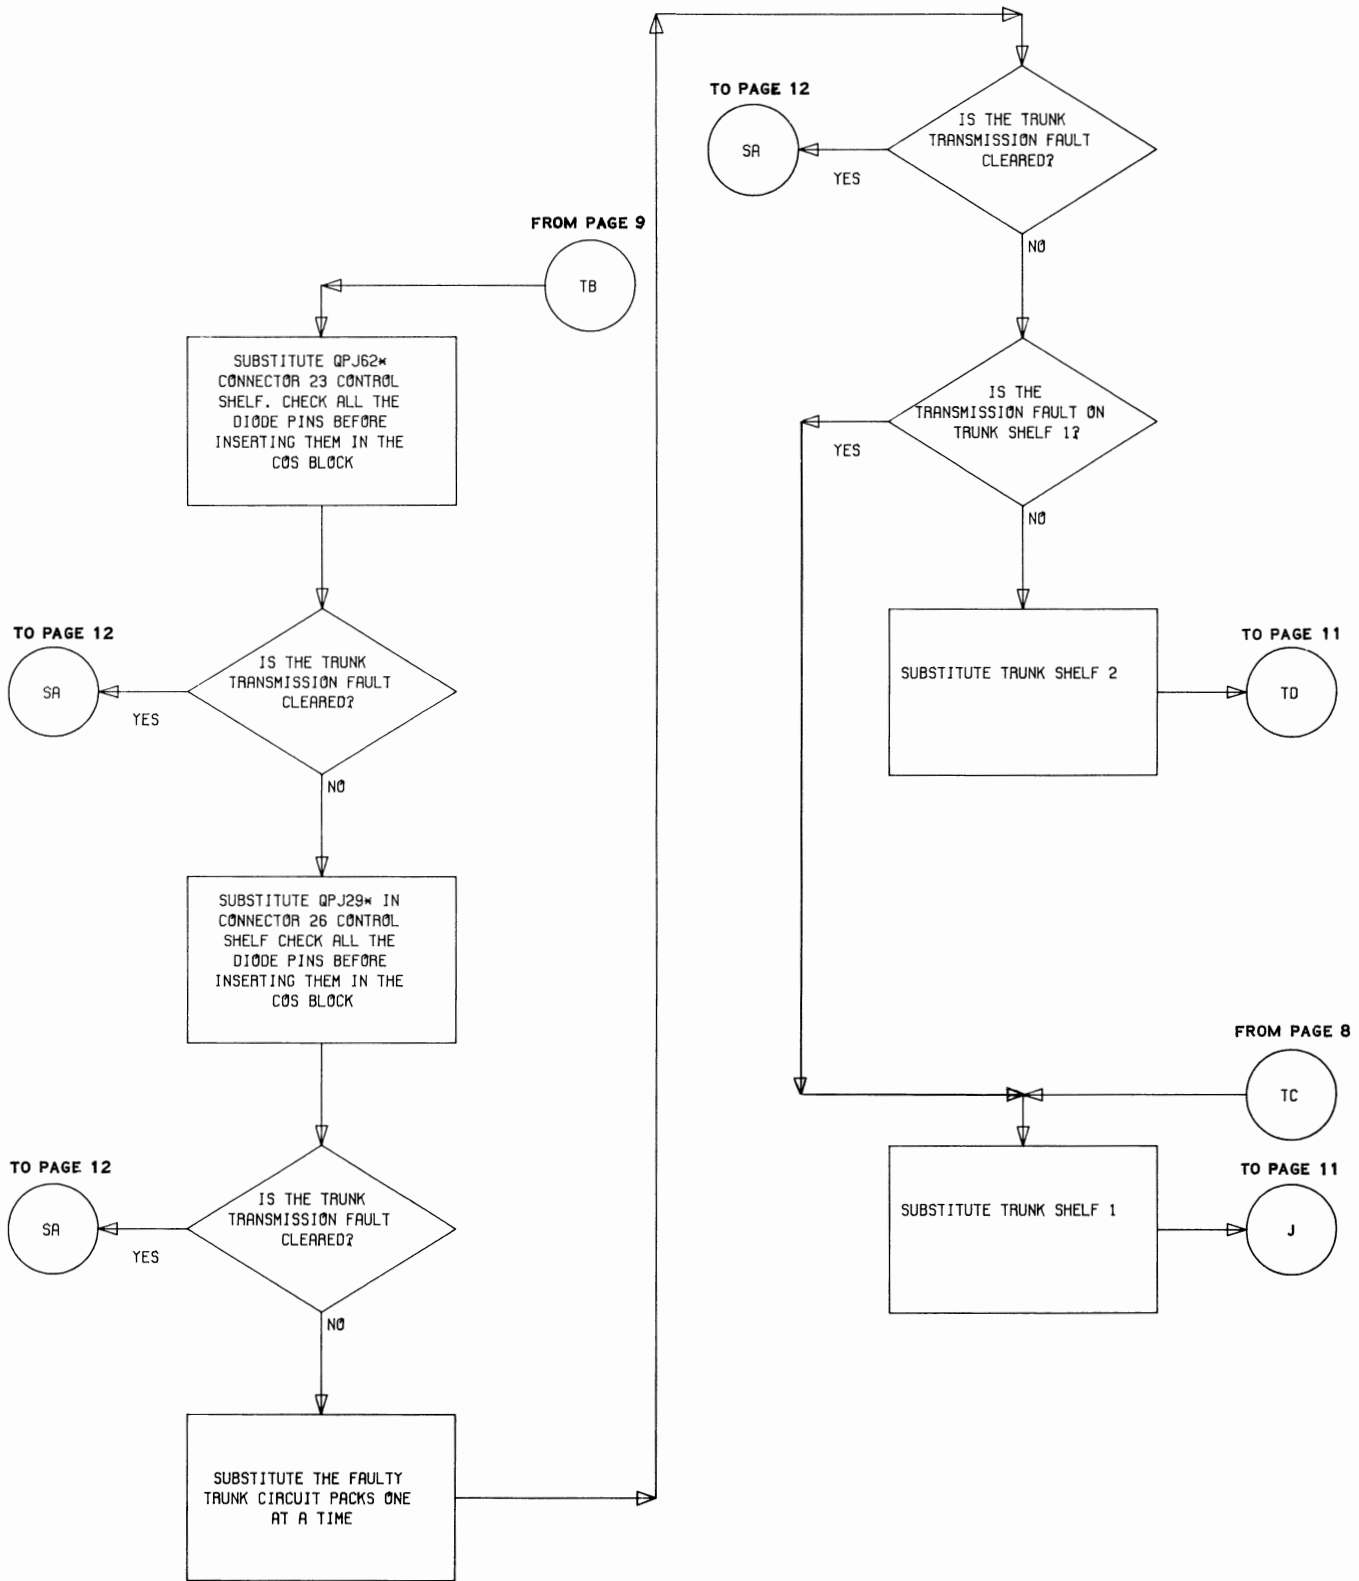 FROM PAGE 9
TB
SUBSTITUTE QPJ62*
CONNECTOR 23 CONTROL
SHELF. CHECK ALL THE
DIODE PINS BEFORE
INSERTING THEM IN THE
COS BLOCK
TO PAGE 12
SA
YES
IS THE TRUNK
TRANSMISSION FAULT
CLEARED?
NO
SUBSTITUTE QPJ29* IN
CONNECTOR 26 CONTROL
SHELF CHECK ALL THE
DIODE PINS BEFORE
INSERTING THEM IN THE
COS BLOCK
TO PAGE 12
SA
YES
IS THE TRUNK
TRANSMISSION FAULT
CLEARED?
NO
SUBSTITUTE THE FAULTY
TRUNK CIRCUIT PACKS ONE
AT A TIME
TO PAGE 12
SA
YES
IS THE TRUNK
TRANSMISSION FAULT
CLEARED?
NO
IS THE
TRANSMISSION FAULT ON
TRUNK SHELF 1?
YES
NO
SUBSTITUTE TRUNK SHELF 2
TO PAGE 11
TD
FROM PAGE 8
TC
SUBSTITUTE TRUNK SHELF 1
TO PAGE 11
J